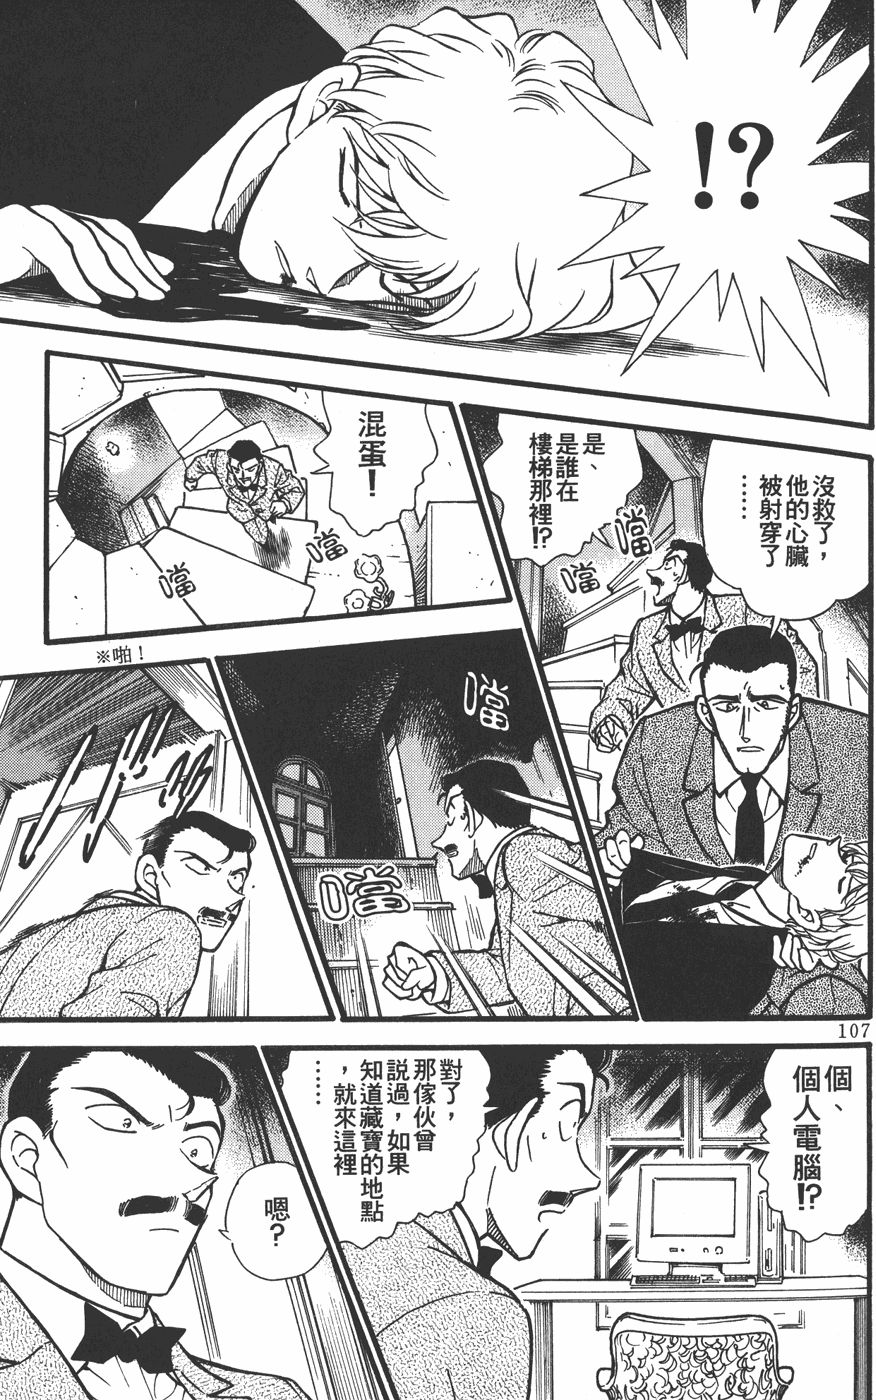 !?
沒救了，
他的心臟
被射穿了
……
是、
是誰在
樓梯那裡!?
噹
噹
混蛋！
噹
噹
噹
噹
※啪！
107
個、
個人電腦!?
對了，
那傢伙曾
說過，如果
知道藏寶的地點
，就來這裡
……
嗯？